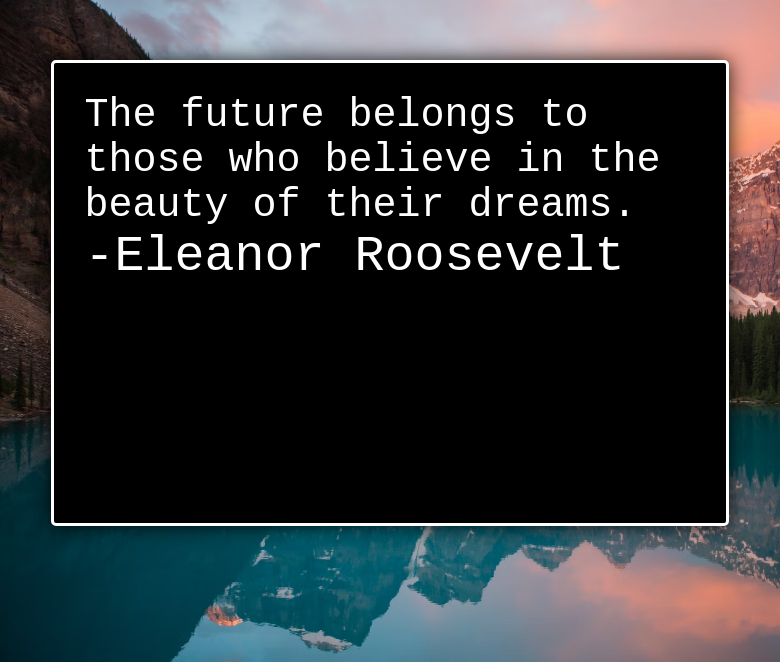 The future belongs to
those who believe in the
beauty of their dreams.
-Eleanor Roosevelt